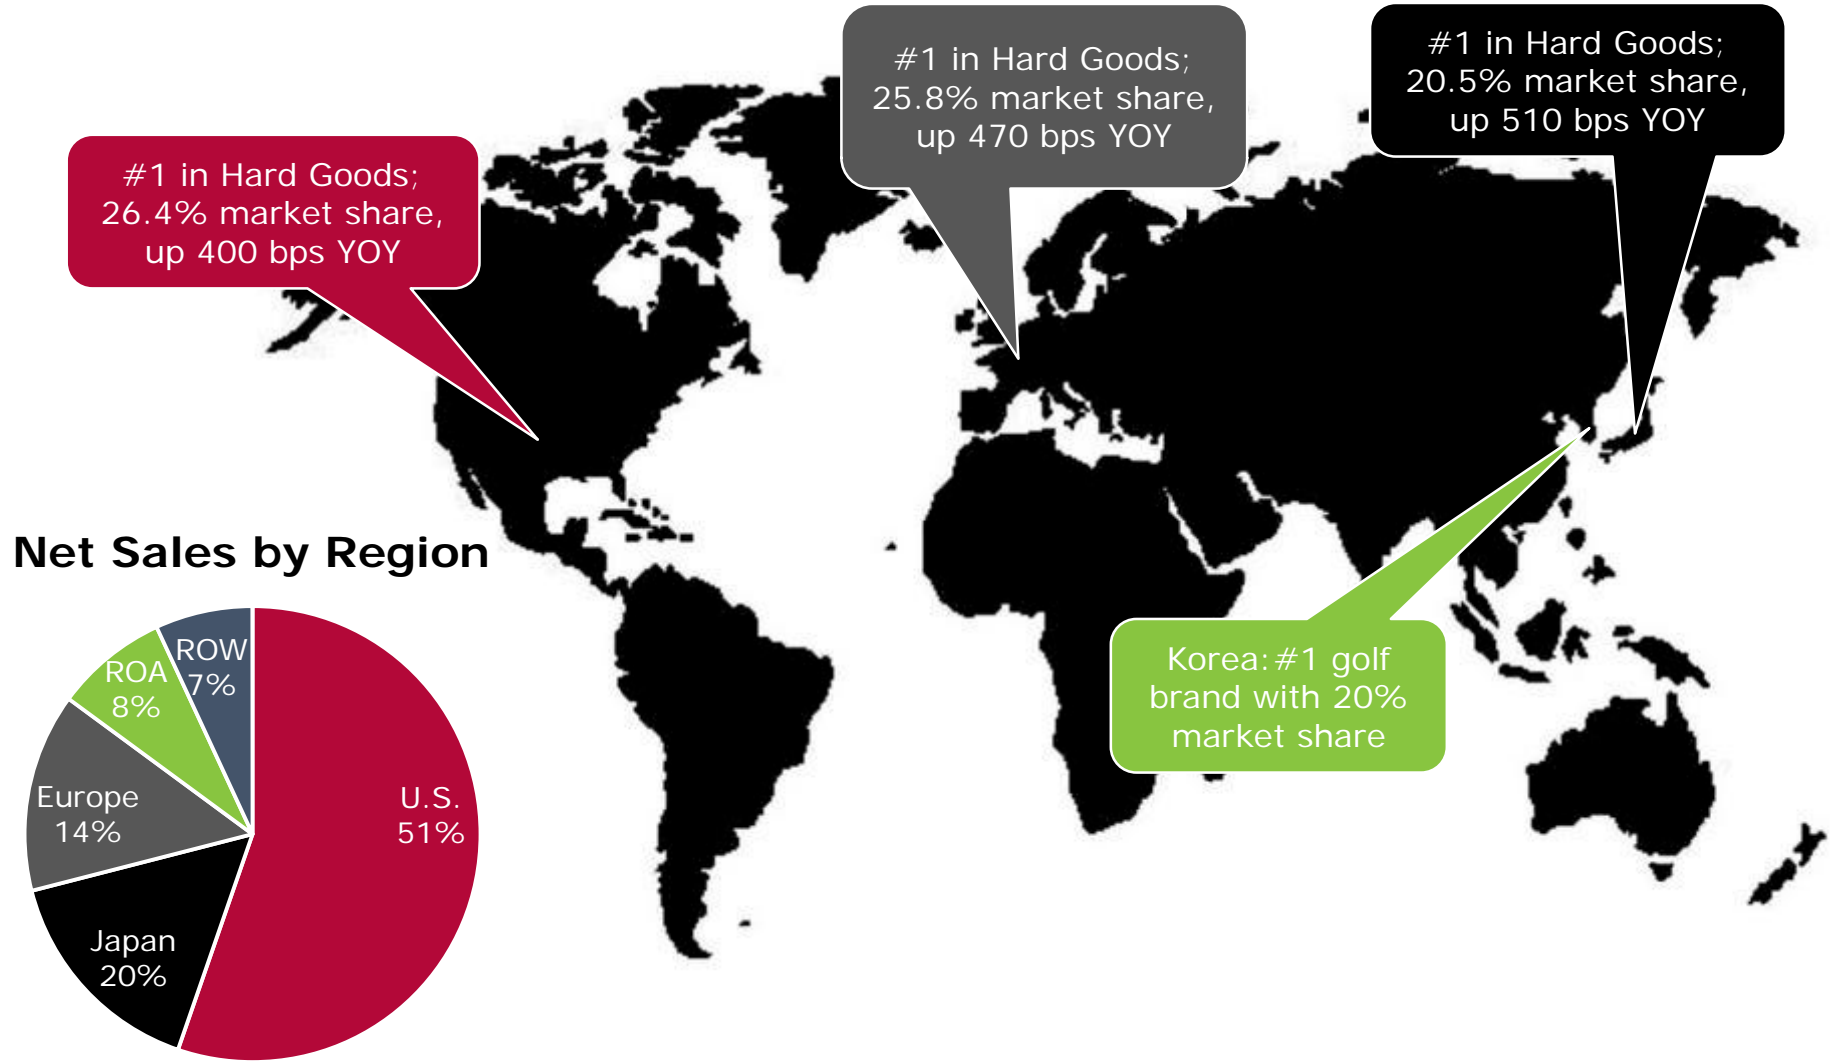 #1 in Hard Goods;
26.4% market share,
up 400 bps YOY
#1 in Hard Goods;
25.8% market share,
up 470 bps YOY
#1 in Hard Goods;
20.5% market share,
up 510 bps YOY
Korea: #1 golf
brand with 20%
market share
Net Sales by Region
ROW
7%
ROA
8%
Europe
14%
U.S.
51%
Japan
20%